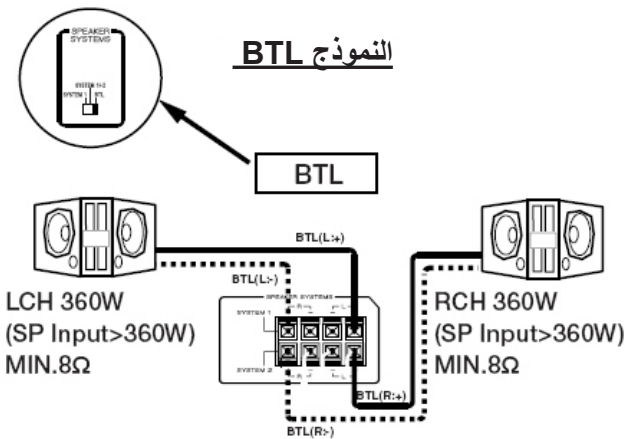 SPEAKER
SYSTEMS
النموذج BTL
SYSTEM 1+2
SYSTEM 1
BTL
BTL
BTL(L:+)
BTL(L:-)
LCH 360W
(SP Input>360W)
MIN.8Ω
RCH 360W
(SP Input>360W)
MIN.8Ω
SPEAKER SYSTEMS
R
L
SYSTEM 1
SYSTEM 2
R
L
BTL(R:+)
BTL(R:-)